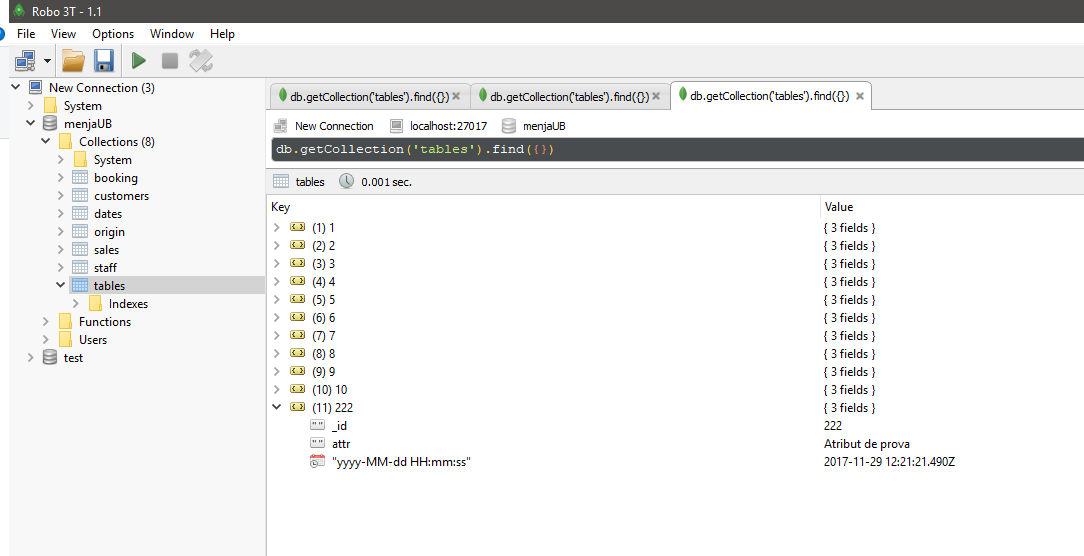 Robo 3T - 1.1
File View Options Window Help
New Connection (3)
System
menjaUB
Collections (8)
System
booking
customers
dates
origin
sales
staff
tables
Indexes
Functions
Users
test
db.getCollection('tables').find({}) db.getCollection('tables').find({}) db.getCollection('tables').find({})
New Connection localhost:27017 menjaUB
db.getCollection('tables').find({})
tables 0.001 sec.
Key Value
(1) 1 { 3 fields }
(2) 2 { 3 fields }
(3) 3 { 3 fields }
(4) 4 { 3 fields }
(5) 5 { 3 fields }
(6) 6 { 3 fields }
(7) 7 { 3 fields }
(8) 8 { 3 fields }
(9) 9 { 3 fields }
(10) 10 { 3 fields }
(11) 222 { 3 fields }
_id 222
attr Atribut de prova
"yyyy-MM-dd HH:mm:ss" 2017-11-29 12:21:21.490Z